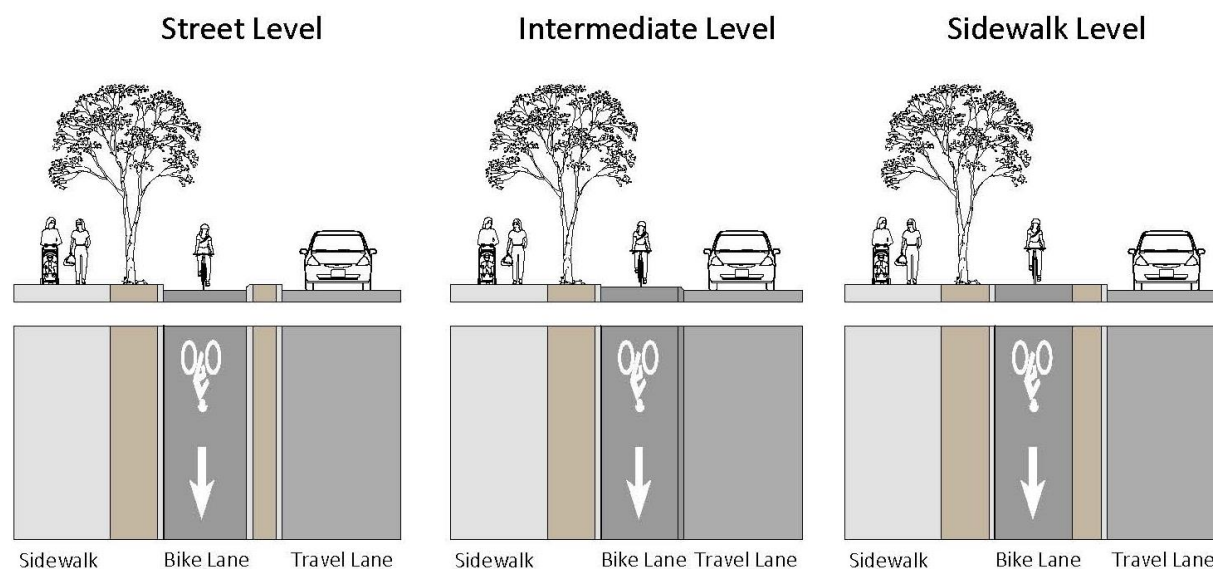 Street Level
Intermediate Level
Sidewalk Level
Sidewalk
Bike Lane
Travel Lane
Bike Lane
Travel Lane
Sidewalk
Sidewalk
Bike Lane
Travel Lane